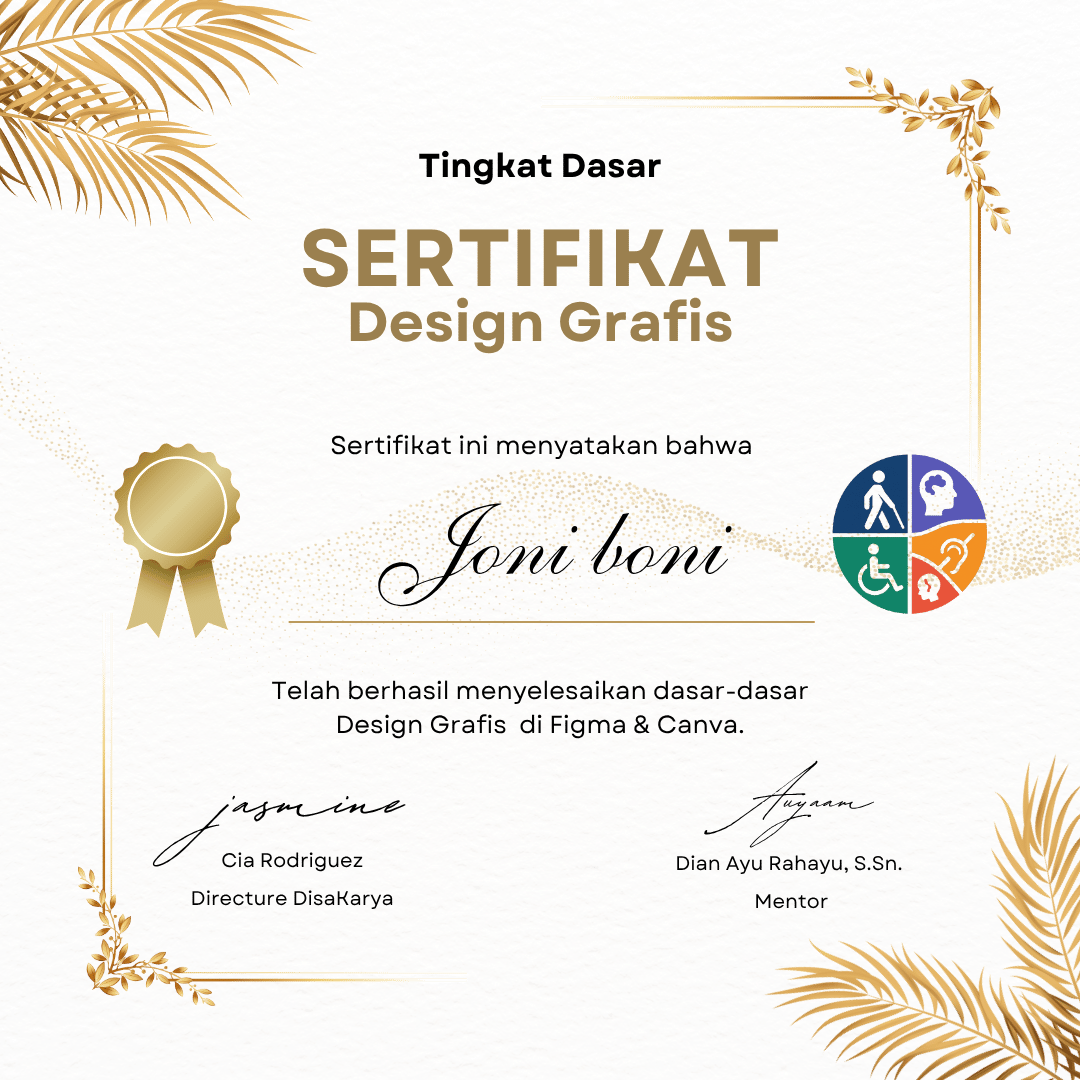 Tingkat Dasar
SERTIFIKAT
Design Grafis
Sertifikat ini menyatakan bahwa
Joni boni
Telah berhasil menyelesaikan dasar-dasar
Design Grafis di Figma & Canva.
jasmine
Cia Rodriguez
Directure DisaKarya
Auyaam
Dian Ayu Rahayu, S.Sn.
Mentor